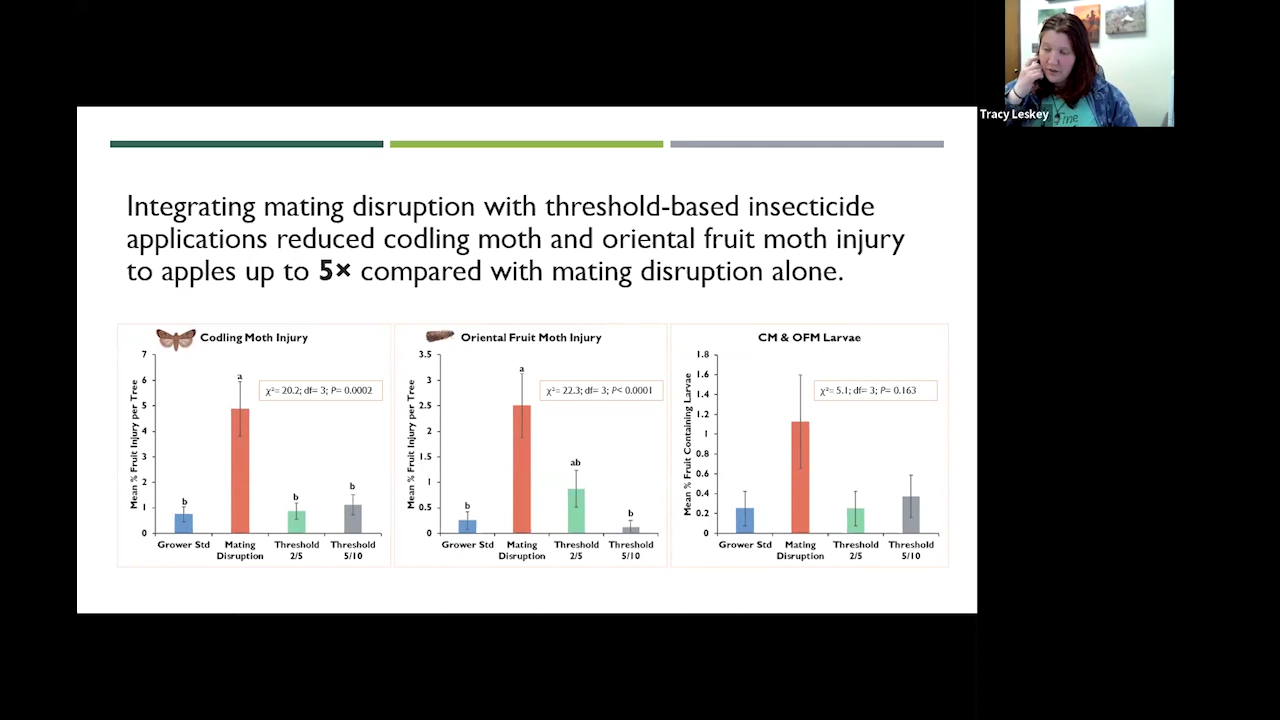 Tracy Leskey
Fine
Integrating mating disruption with threshold-based insecticide
applications reduced codling moth and oriental fruit moth injury
to apples up to 5× compared with mating disruption alone.
Codling Moth Injury
Mean % Fruit Injury per Tree
7
6
5
4
3
2
1
0
χ²= 20.2; df= 3; P= 0.0002
b
a
b
b
Grower Std
Mating
Disruption
Threshold
2/5
Threshold
5/10
Oriental Fruit Moth Injury
Mean % Fruit Injury per Tree
3.5
3
2.5
2
1.5
1
0.5
0
χ²= 22.3; df= 3; P< 0.0001
b
a
ab
b
Grower Std
Mating
Disruption
Threshold
2/5
Threshold
5/10
CM & OFM Larvae
Mean % Fruit Containing Larvae
1.8
1.6
1.4
1.2
1
0.8
0.6
0.4
0.2
0
χ²= 5.1; df= 3; P= 0.163
Grower Std
Mating
Disruption
Threshold
2/5
Threshold
5/10